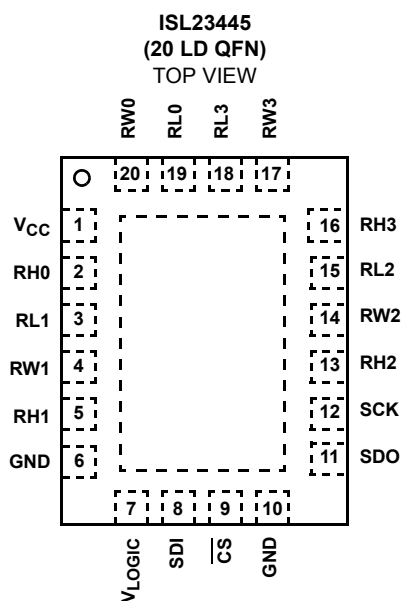 ISL23445
(20 LD QFN)
TOP VIEW
RW0 RL0 RL3 RW3
20 19 18 17
VCC 1 16 RH3
RH0 2 15 RL2
RL1 3 14 RW2
RW1 4 13 RH2
RH1 5 12 SCK
GND 6 11 SDO
7 8 9 10
VLOGIC SDI CS GND